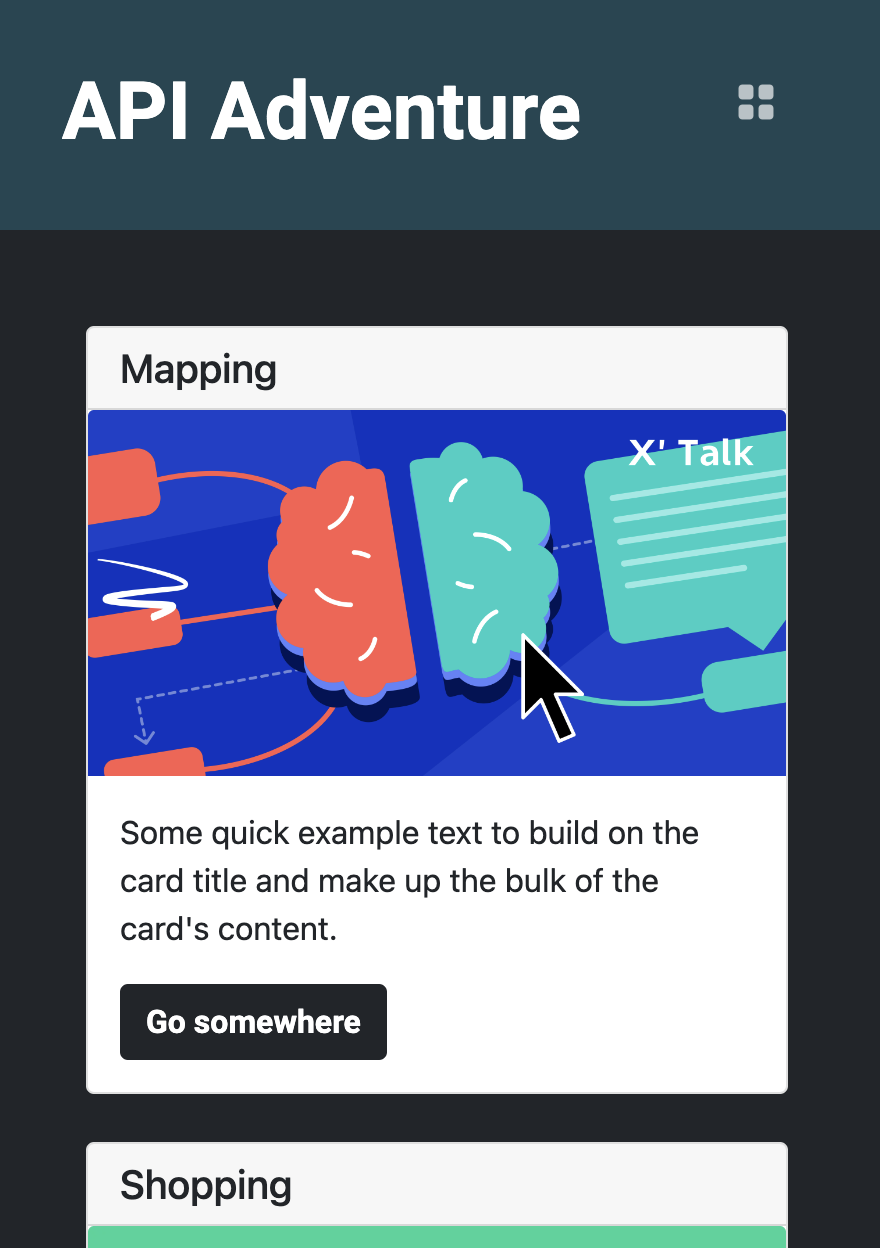 API Adventure
Mapping
X' Talk
Some quick example text to build on the
card title and make up the bulk of the
card's content.
Go somewhere
Shopping